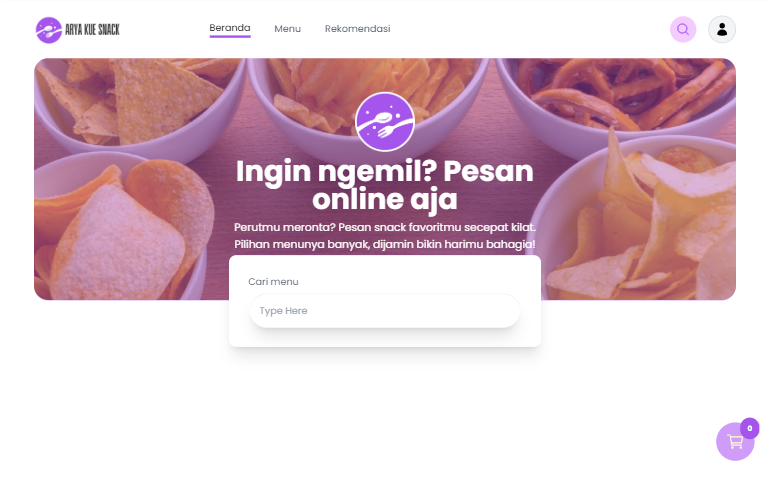 ARYA KUE SNACK
Beranda
Menu
Rekomendasi
Ingin ngemil? Pesan
online aja
Perutmu meronta? Pesan snack favoritmu secepat kilat.
Pilihan menunya banyak, dijamin bikin harimu bahagia!
Cari menu
Type Here
0